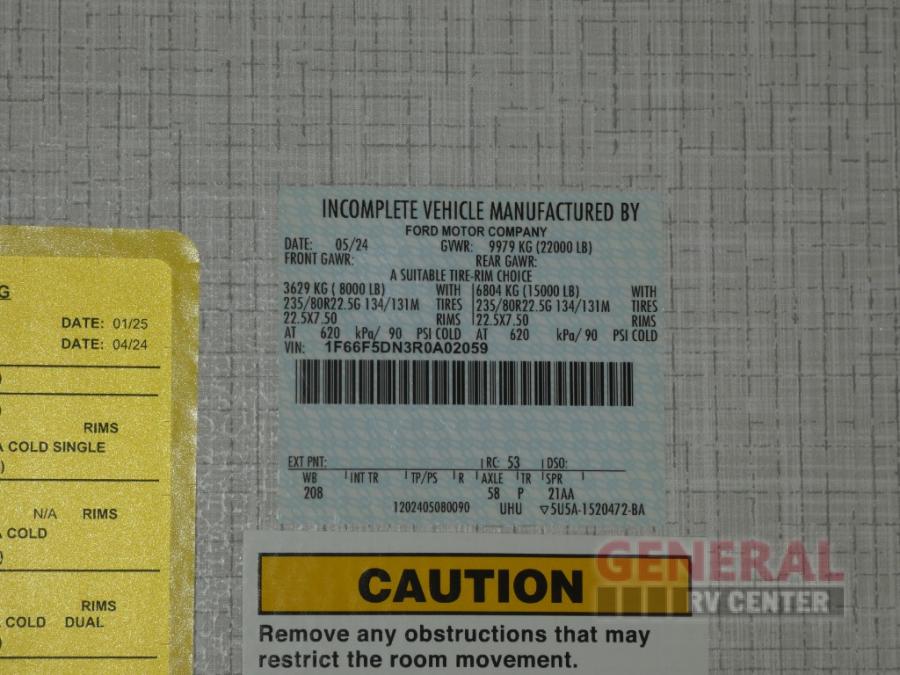 G
DATE: 01/25
DATE: 04/24
)
RIMS
COLD SINGLE
)
N/A RIMS
COLD
)
RIMS
COLD DUAL
)
INCOMPLETE VEHICLE MANUFACTURED BY
FORD MOTOR COMPANY
DATE: 05/24 GVWR: 9979 KG (22000 LB)
FRONT GAWR: REAR GAWR:
A SUITABLE TIRE-RIM CHOICE
3629 KG ( 8000 LB) WITH 6804 KG (15000 LB) WITH
235/80R22.5G 134/131M TIRES 235/80R22.5G 134/131M TIRES
22.5X7.50 RIMS 22.5X7.50 RIMS
AT 620 kPa/ 90 PSI COLD AT 620 kPa/ 90 PSI COLD
VIN: 1F66F5DN3R0A02059
EXT PNT: RC: 53 DSO:
WB INT TR TP/PS R AXLE TR SPR
208 58 P 21AA
1202405080090 UHU ▽5U5A-1520472-BA
CAUTION
Remove any obstructions that may
restrict the room movement.
GENERAL
RV CENTER